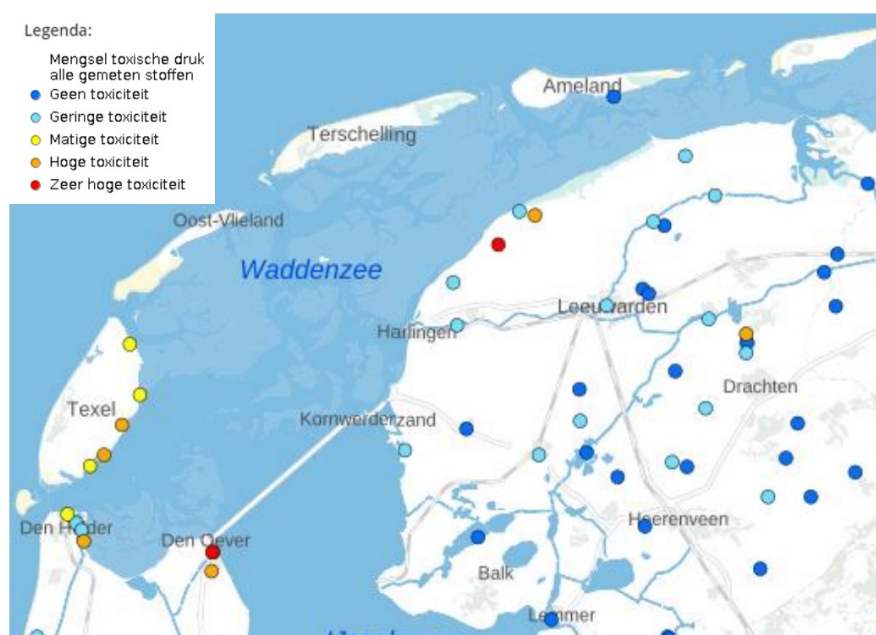 Legenda:
Mengsel toxische druk
alle gemeten stoffen
Geen toxiciteit
Geringe toxiciteit
Matige toxiciteit
Hoge toxiciteit
Zeer hoge toxiciteit
Ameland
Terschelling
Oost-Vlieland
Waddenzee
Leeuwarden
Harlingen
Drachten
Texel
Kornwerderzand
Den Helder
Heerenveen
Den Oever
Balk
Lemmer